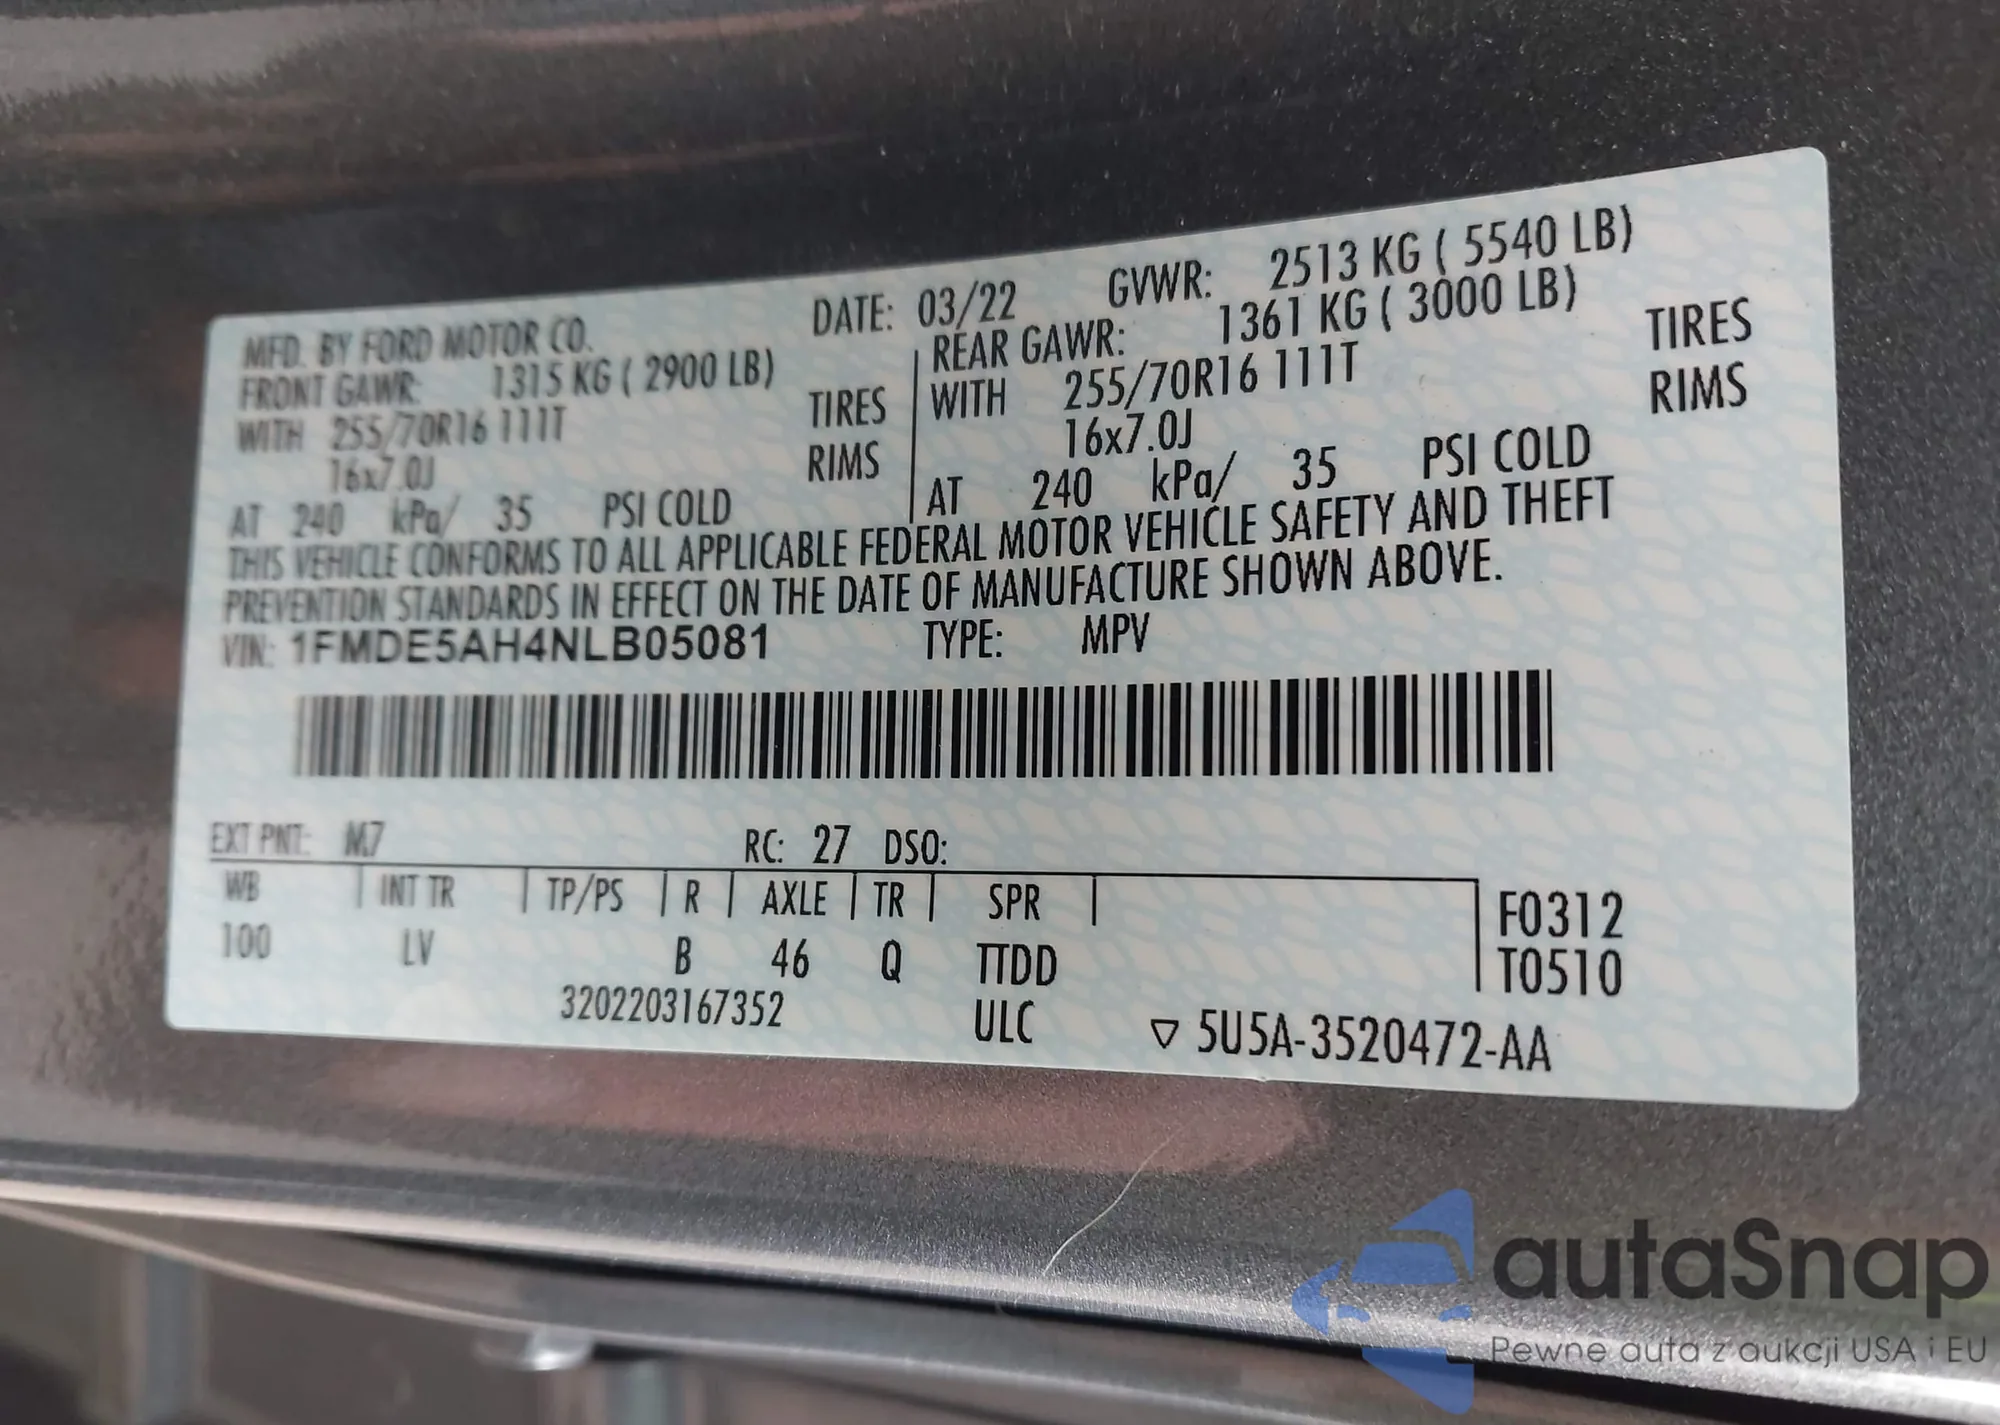 MFD. BY FORD MOTOR CO. DATE: 03/22 GVWR: 2513 KG ( 5540 LB)
FRONT GAWR: 1315 KG ( 2900 LB) REAR GAWR: 1361 KG ( 3000 LB)
WITH 255/70R16 111T TIRES WITH 255/70R16 111T TIRES
16x7.0J RIMS 16x7.0J RIMS
AT 240 kPa/ 35 PSI COLD AT 240 kPa/ 35 PSI COLD
THIS VEHICLE CONFORMS TO ALL APPLICABLE FEDERAL MOTOR VEHICLE SAFETY AND THEFT
PREVENTION STANDARDS IN EFFECT ON THE DATE OF MANUFACTURE SHOWN ABOVE.
VIN: 1FMDE5AH4NLB05081 TYPE: MPV
EXT PNT: M7 RC: 27 DSO:
WB INT TR TP/PS R AXLE TR SPR F0312
100 LV B 46 Q TTDD T0510
3202203167352 ULC ▽ 5U5A-3520472-AA
autaSnap
Pewne auta z aukcji USA i EU